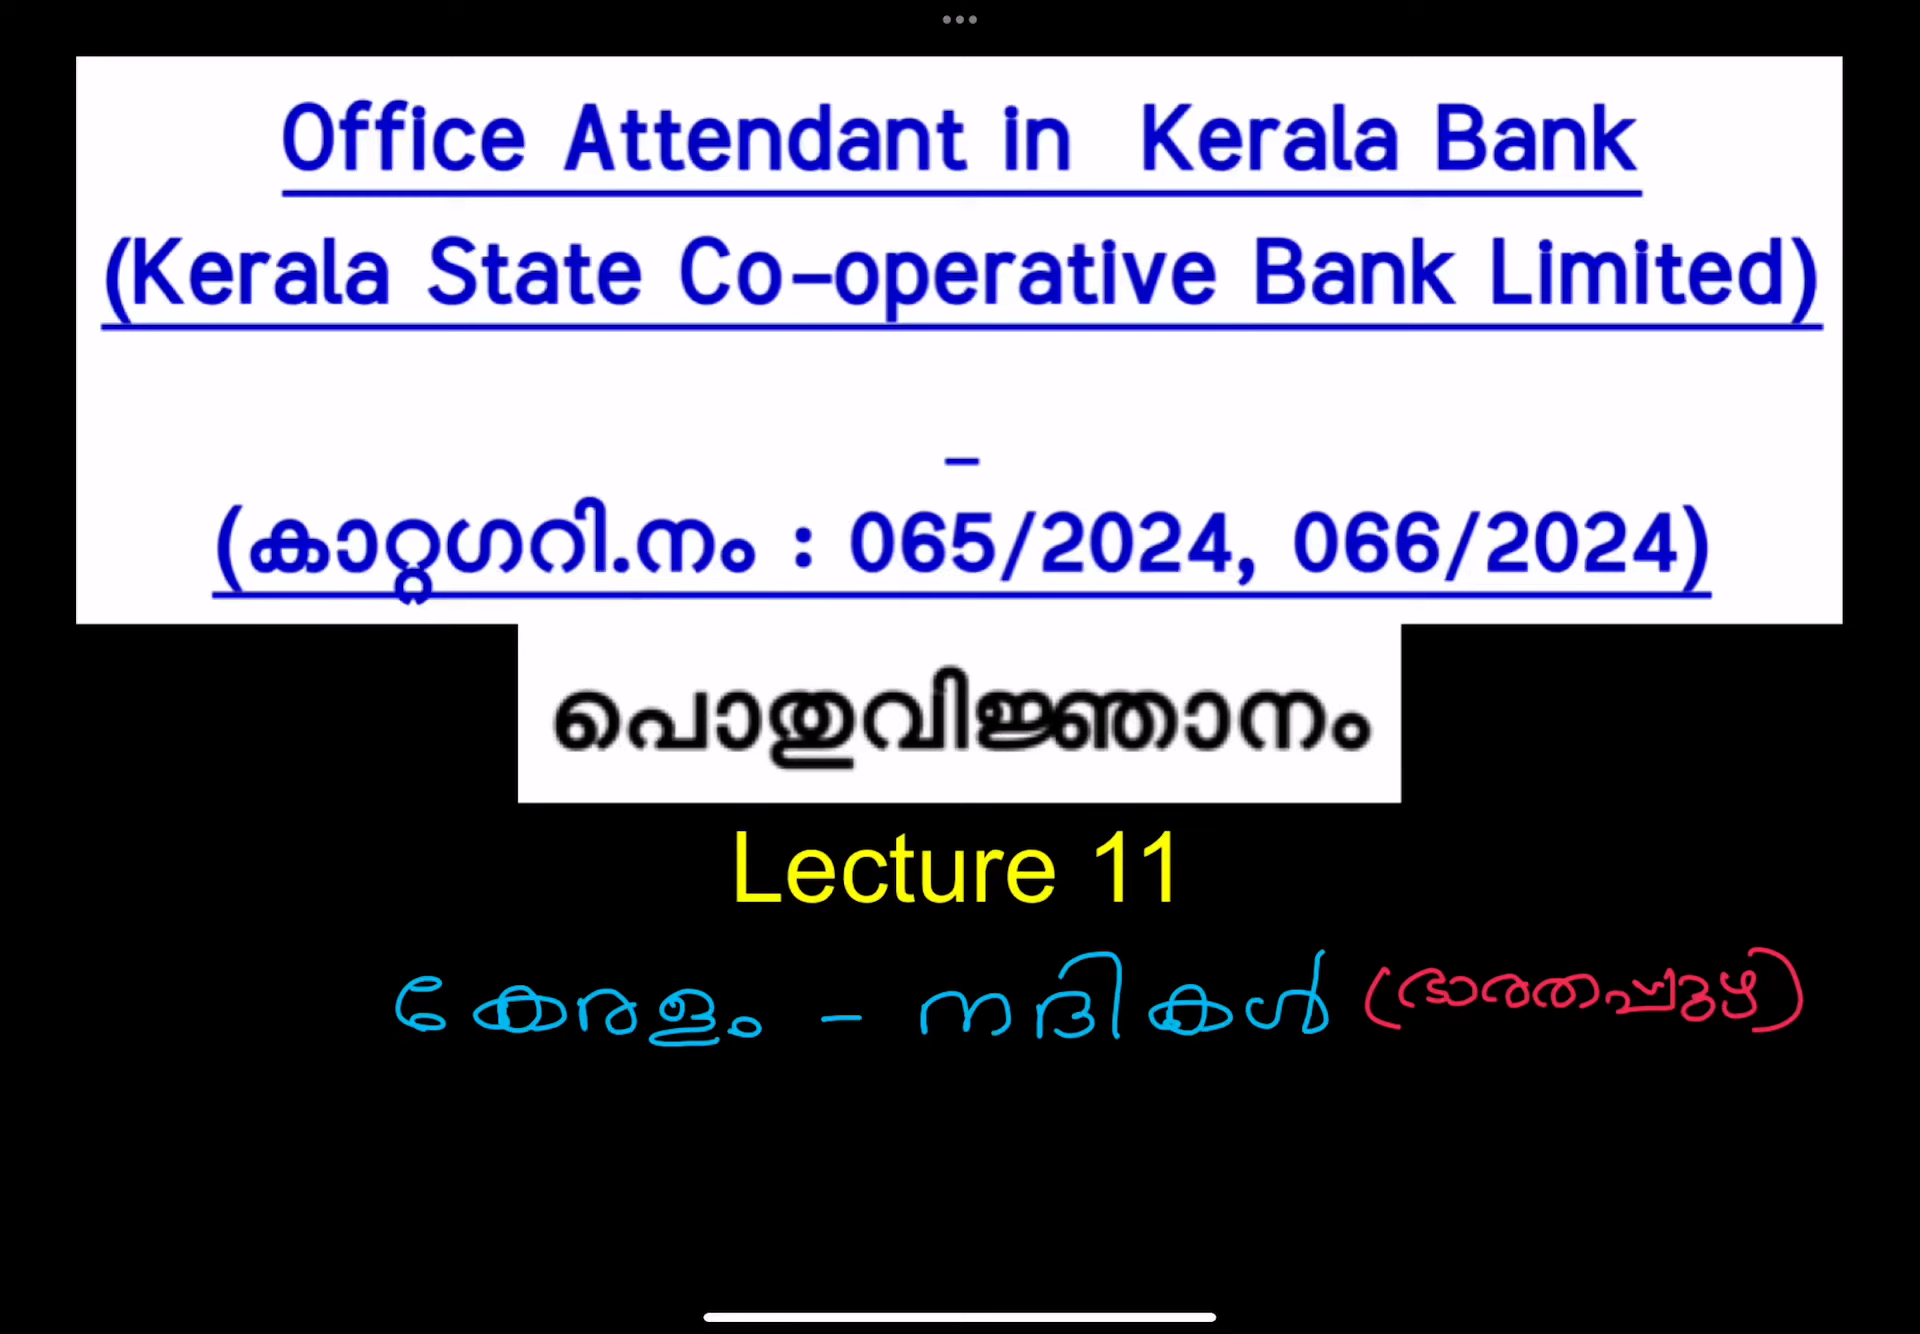 Office Attendant in Kerala Bank
(Kerala State Co-operative Bank Limited)
-
(കാറ്റഗറി.നം : 065/2024, 066/2024)
പൊതുവിജ്ഞാനം
Lecture 11
കേരളം - നദികൾ (ഭാരതപ്പുഴ)